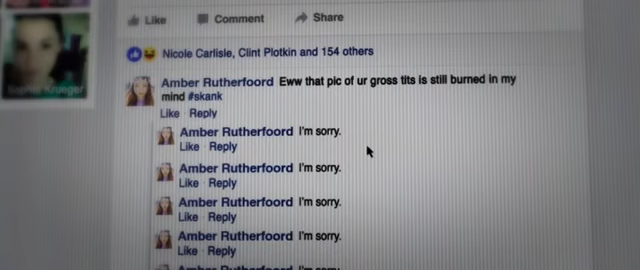 Like Comment Share
Nicole Carlisle, Clint Plotkin and 154 others
Amber Rutherfoord Eww that pic of ur gross tits is still burned in my
mind #skank
Like · Reply
Amber Rutherfoord I'm sorry.
Like · Reply
Amber Rutherfoord I'm sorry.
Like · Reply
Amber Rutherfoord I'm sorry.
Like · Reply
Amber Rutherfoord I'm sorry.
Like · Reply
Krueger